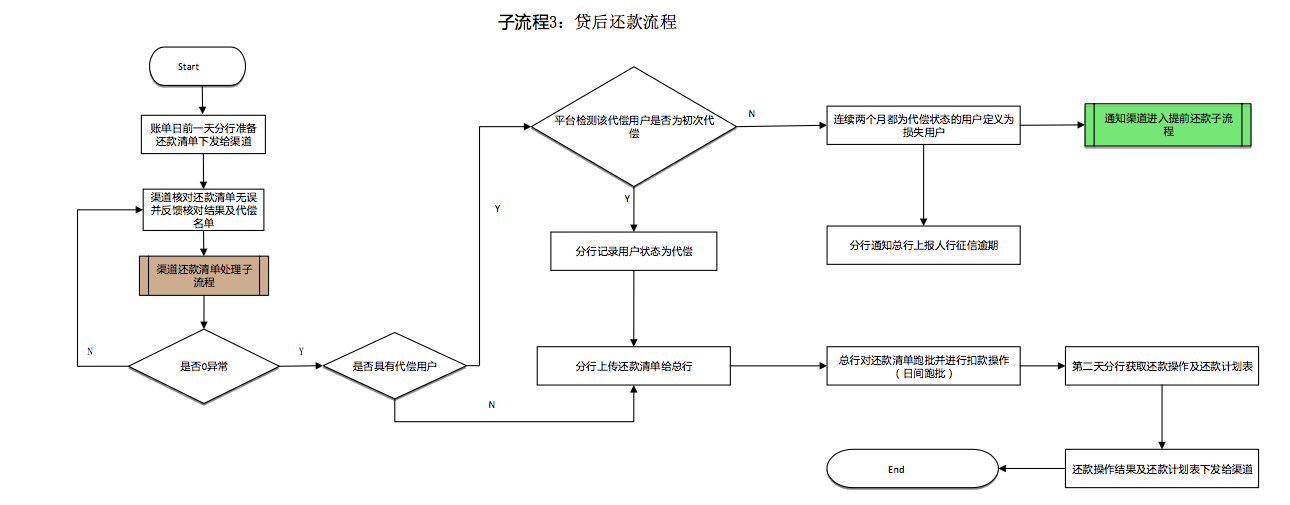 子流程3：贷后还款流程
Start
账单日前一天分行准备
还款清单下发给渠道
渠道核对还款清单无误
并反馈核对结果及代偿
名单
渠道还款清单处理子
流程
N
是否0异常
Y
是否具有代偿用户
Y
N
平台检测该代偿用户是否为初次代
偿
N
Y
连续两个月都为代偿状态的用户定义为
损失用户
通知渠道进入提前还款子流
程
分行记录用户状态为代偿
分行通知总行上报人行征信逾期
分行上传还款清单给总行
总行对还款清单跑批并进行扣款操作
（日间跑批）
第二天分行获取还款操作及还款计划表
还款操作结果及还款计划表下发给渠道
End